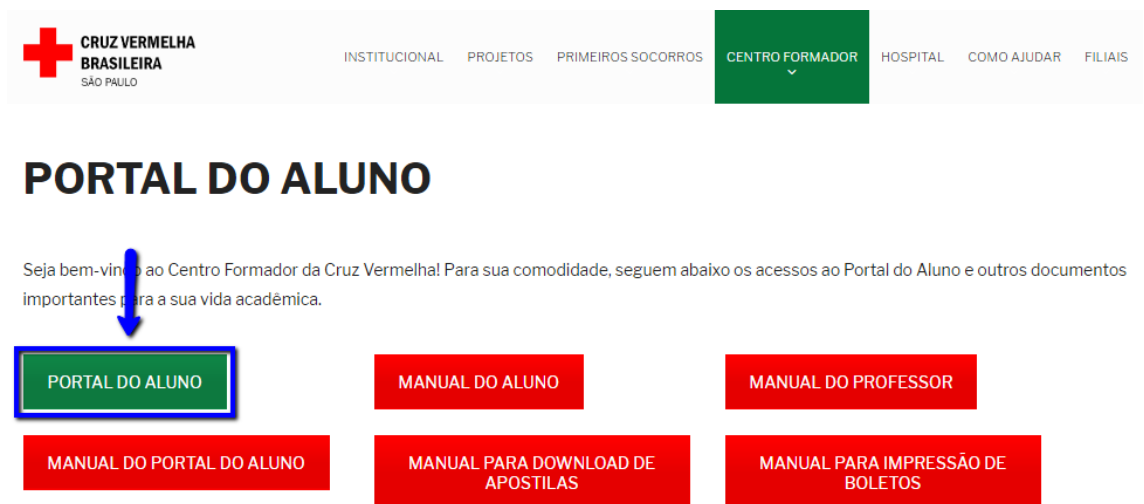 CRUZ VERMELHA
BRASILEIRA
SÃO PAULO
INSTITUCIONAL PROJETOS PRIMEIROS SOCORROS CENTRO FORMADOR HOSPITAL COMO AJUDAR FILIAIS
PORTAL DO ALUNO
Seja bem-vindo ao Centro Formador da Cruz Vermelha! Para sua comodidade, seguem abaixo os acessos ao Portal do Aluno e outros documentos
importantes para a sua vida acadêmica.
PORTAL DO ALUNO MANUAL DO ALUNO MANUAL DO PROFESSOR
MANUAL DO PORTAL DO ALUNO
MANUAL PARA DOWNLOAD DE
APOSTILAS
MANUAL PARA IMPRESSÃO DE
BOLETOS